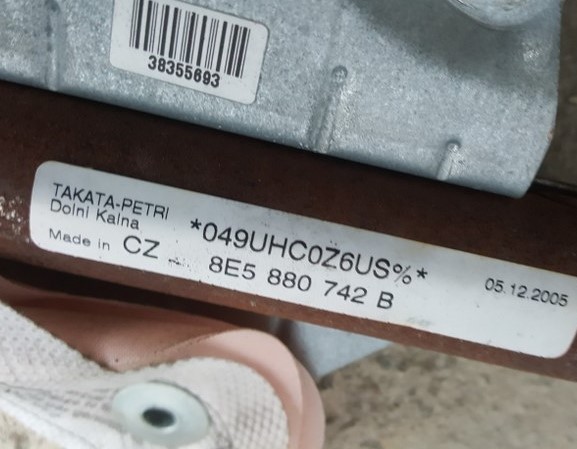 38355693
TAKATA-PETRI
Dolni Kalna
*049UHC0Z6US%*
05.12.2005
Made in CZ
8E5 880 742 B